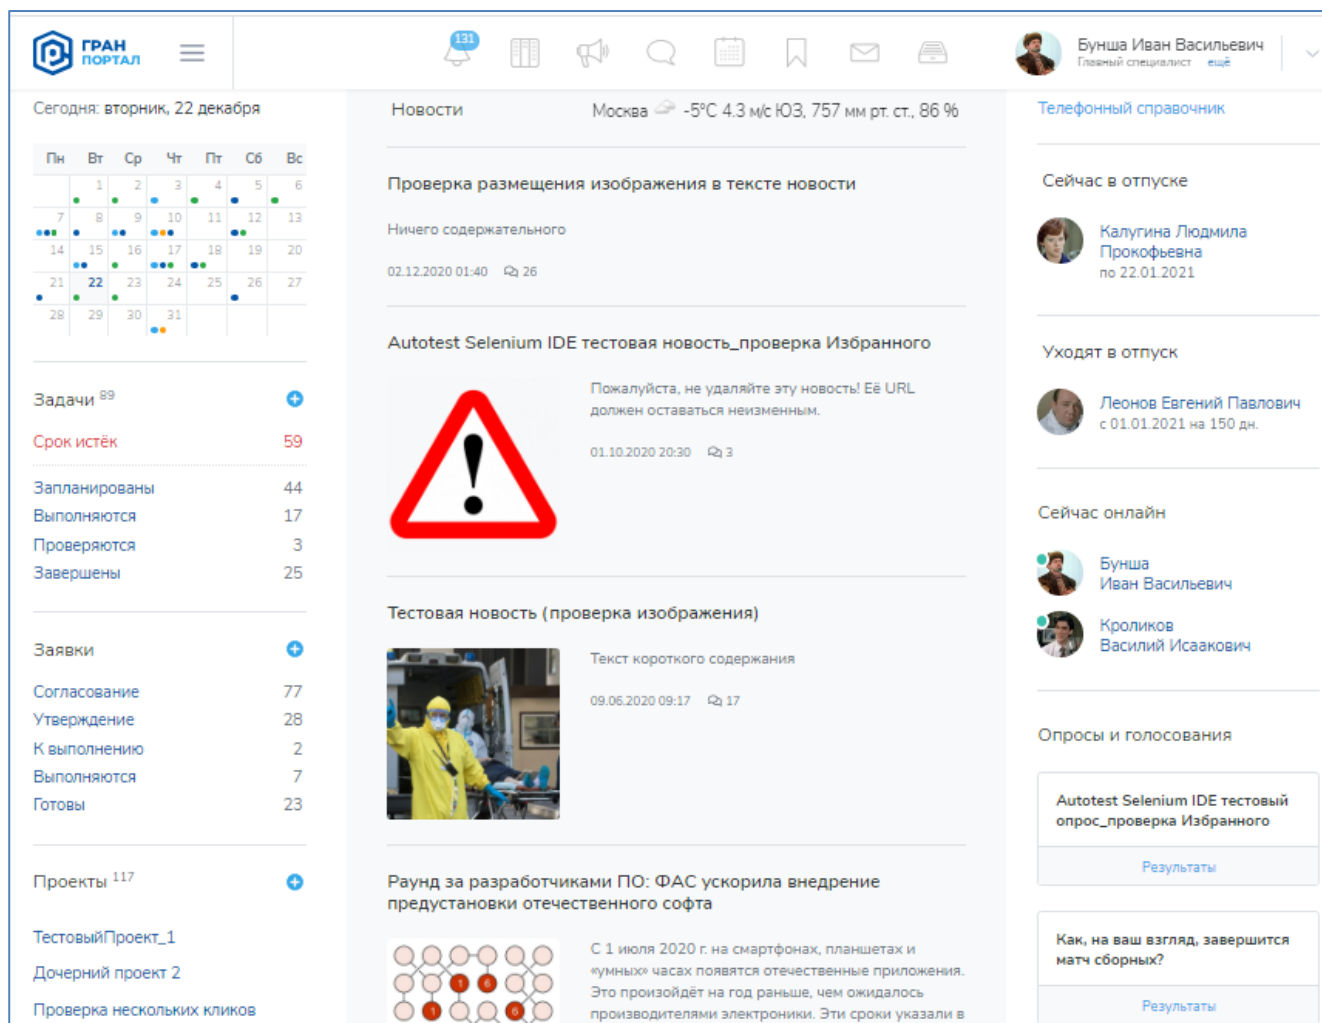 ГРАН
ПОРТАЛ
131
Бунша Иван Васильевич
Главный специалист ещё
Сегодня: вторник, 22 декабря
Пн Вт Ср Чт Пт Сб Вс
1 2 3 4 5 6
7 8 9 10 11 12 13
14 15 16 17 18 19 20
21 22 23 24 25 26 27
28 29 30 31
Задачи 89
Срок истёк 59
Запланированы 44
Выполняются 17
Проверяются 3
Завершены 25
Заявки
Согласование 77
Утверждение 28
К выполнению 2
Выполняются 7
Готовы 23
Проекты 117
ТестовыйПроект_1
Дочерний проект 2
Проверка нескольких кликов
Новости
Москва -5°C 4.3 м/с ЮЗ, 757 мм рт. ст., 86 %
Проверка размещения изображения в тексте новости
Ничего содержательного
02.12.2020 01:40 26
Autotest Selenium IDE тестовая новость_проверка Избранного
Пожалуйста, не удаляйте эту новость! Её URL
должен оставаться неизменным.
01.10.2020 20:30 3
Тестовая новость (проверка изображения)
Текст короткого содержания
09.06.2020 09:17 17
Раунд за разработчиками ПО: ФАС ускорила внедрение
предустановки отечественного софта
1 6
1 6
С 1 июля 2020 г. на смартфонах, планшетах и
«умных» часах появятся отечественные приложения.
Это произойдёт на год раньше, чем ожидалось
производителями электроники. Эти сроки указали в
Телефонный справочник
Сейчас в отпуске
Калугина Людмила
Прокофьевна
по 22.01.2021
Уходят в отпуск
Леонов Евгений Павлович
с 01.01.2021 на 150 дн.
Сейчас онлайн
Бунша
Иван Васильевич
Кроликов
Василий Исаакович
Опросы и голосования
Autotest Selenium IDE тестовый
опрос_проверка Избранного
Результаты
Как, на ваш взгляд, завершится
матч сборных?
Результаты